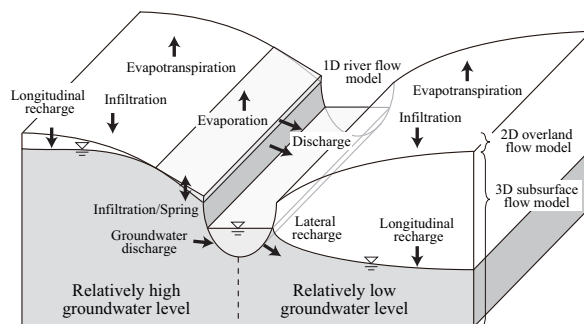 1D river flow
model
Evapotranspiration
Evapotranspiration
Longitudinal
recharge
Infiltration
Evaporation
Infiltration
Discharge
2D overland
flow model
3D subsurface
flow model
Infiltration/Spring
Groundwater
discharge
Lateral
recharge
Longitudinal
recharge
Relatively high
groundwater level
Relatively low
groundwater level